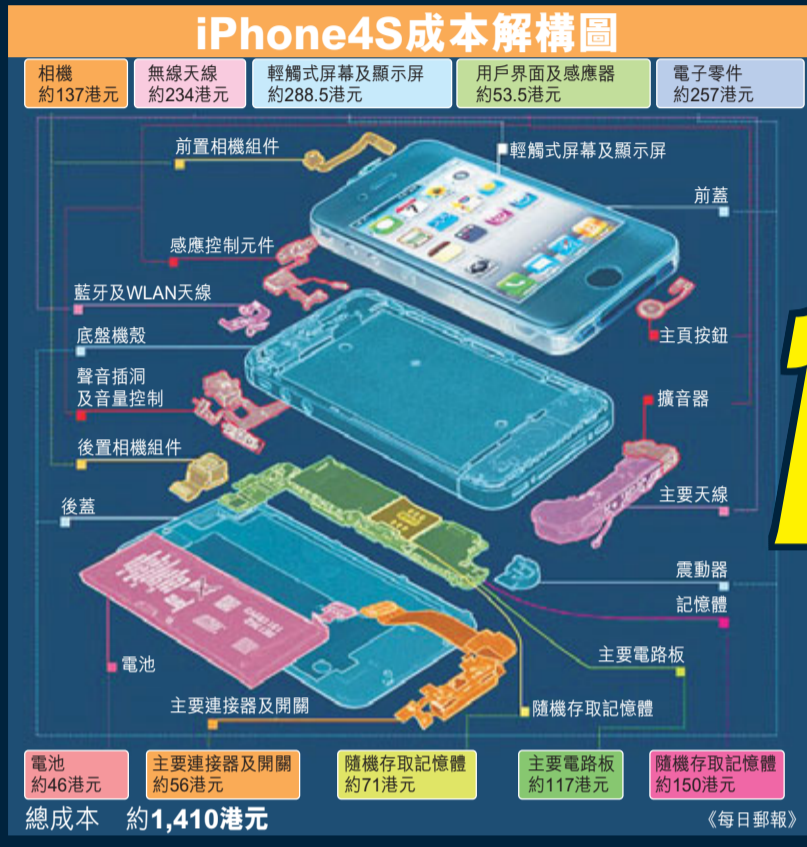 iPhone4S成本解構圖
相機
約137港元
無線天線
約234港元
輕觸式屏幕及顯示屏
約288.5港元
用戶界面及感應器
約53.5港元
電子零件
約257港元
前置相機組件
輕觸式屏幕及顯示屏
前蓋
感應控制元件
藍牙及WLAN天線
底盤機殼
主頁按鈕
聲音插洞
及音量控制
擴音器
後置相機組件
主要天線
後蓋
震動器
記憶體
主要電路板
電池
主要連接器及開關
隨機存取記憶體
電池
約46港元
主要連接器及開關
約56港元
隨機存取記憶體
約71港元
主要電路板
約117港元
隨機存取記憶體
約150港元
總成本 約1,410港元
《每日郵報》